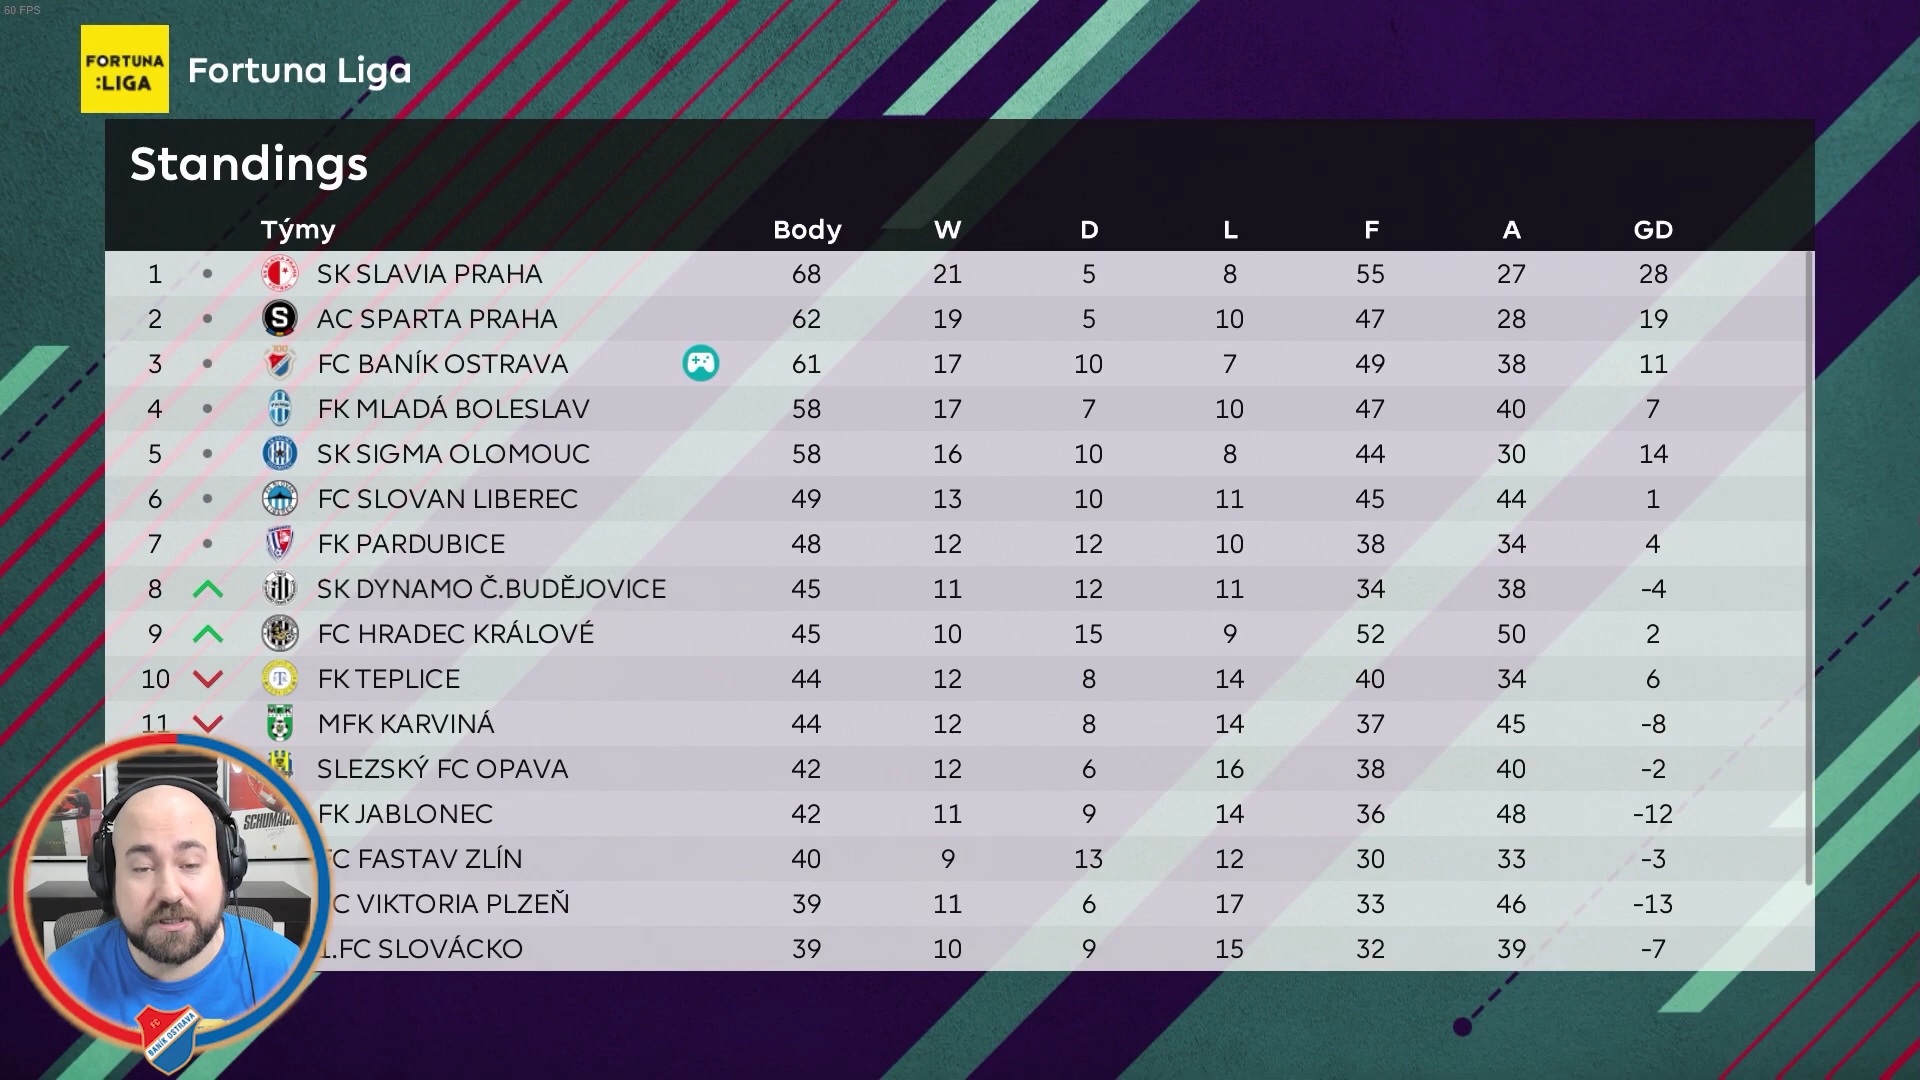 60 FPS
FORTUNA
:LIGA
Fortuna Liga
Standings
Týmy Body W D L F A GD
1 SK SLAVIA PRAHA 68 21 5 8 55 27 28
2 AC SPARTA PRAHA 62 19 5 10 47 28 19
3 FC BANÍK OSTRAVA 61 17 10 7 49 38 11
4 FK MLADÁ BOLESLAV 58 17 7 10 47 40 7
5 SK SIGMA OLOMOUC 58 16 10 8 44 30 14
6 FC SLOVAN LIBEREC 49 13 10 11 45 44 1
7 FK PARDUBICE 48 12 12 10 38 34 4
8 SK DYNAMO Č.BUDĚJOVICE 45 11 12 11 34 38 -4
9 FC HRADEC KRÁLOVÉ 45 10 15 9 52 50 2
10 FK TEPLICE 44 12 8 14 40 34 6
11 MFK KARVINÁ 44 12 8 14 37 45 -8
SLEZSKÝ FC OPAVA 42 12 6 16 38 40 -2
FK JABLONEC 42 11 9 14 36 48 -12
FC FASTAV ZLÍN 40 9 13 12 30 33 -3
FC VIKTORIA PLZEŇ 39 11 6 17 33 46 -13
1.FC SLOVÁCKO 39 10 9 15 32 39 -7
FC
BANÍK OSTRAVA